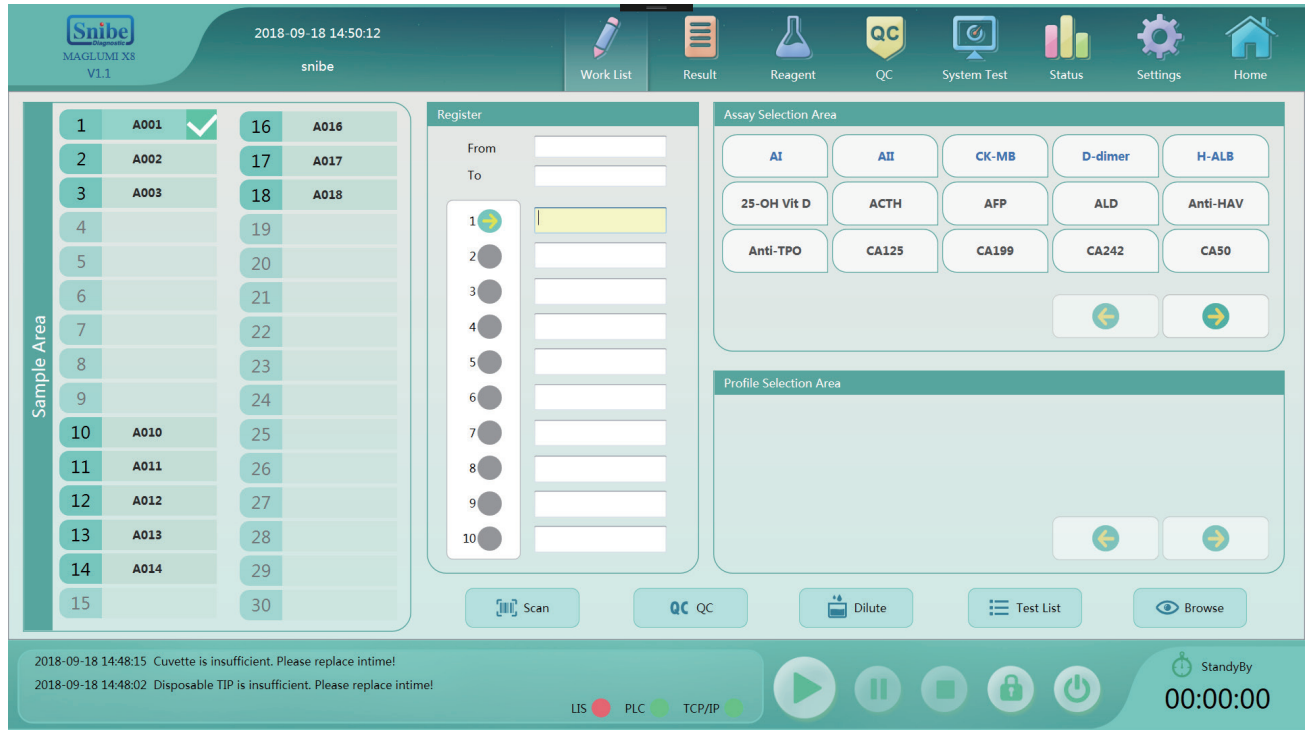 Snibe
Diagnostic
MAGLUMI X8
V1.1
2018-09-18 14:50:12
snibe
Work List
Result
Reagent
QC
QC
System Test
Status
Settings
Home
Sample Area
1 A001
2 A002
3 A003
4
5
6
7
8
9
10 A010
11 A011
12 A012
13 A013
14 A014
15
16 A016
17 A017
18 A018
19
20
21
22
23
24
25
26
27
28
29
30
Register
From
To
1
2
3
4
5
6
7
8
9
10
Assay Selection Area
AI AII CK-MB D-dimer H-ALB
25-OH Vit D ACTH AFP ALD Anti-HAV
Anti-TPO CA125 CA199 CA242 CA50
Profile Selection Area
Scan
QC QC
Dilute
Test List
Browse
2018-09-18 14:48:15 Cuvette is insufficient. Please replace intime!
2018-09-18 14:48:02 Disposable TIP is insufficient. Please replace intime!
LIS PLC TCP/IP
StandyBy
00:00:00